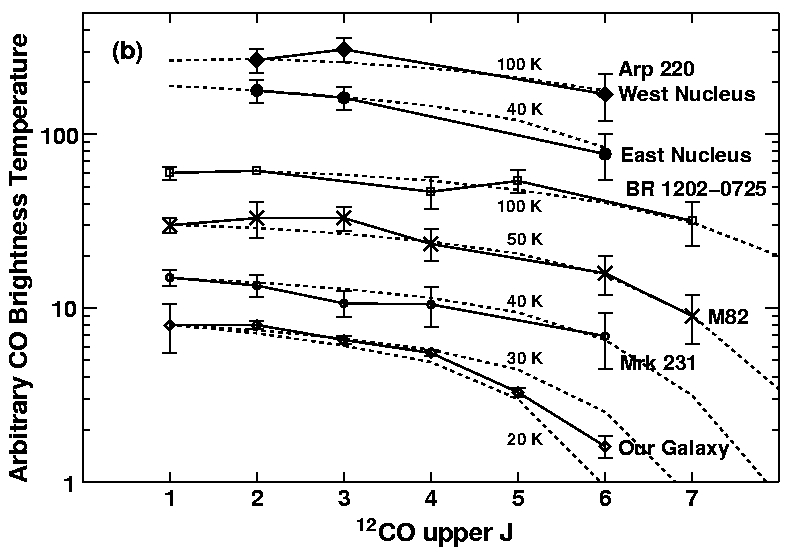 (b)
Arbitrary CO Brightness Temperature
100
10
1
100 K
Arp 220
West Nucleus
40 K
East Nucleus
BR 1202–0725
100 K
50 K
M82
40 K
Mrk 231
30 K
Our Galaxy
20 K
1 2 3 4 5 6 7
¹²CO upper J